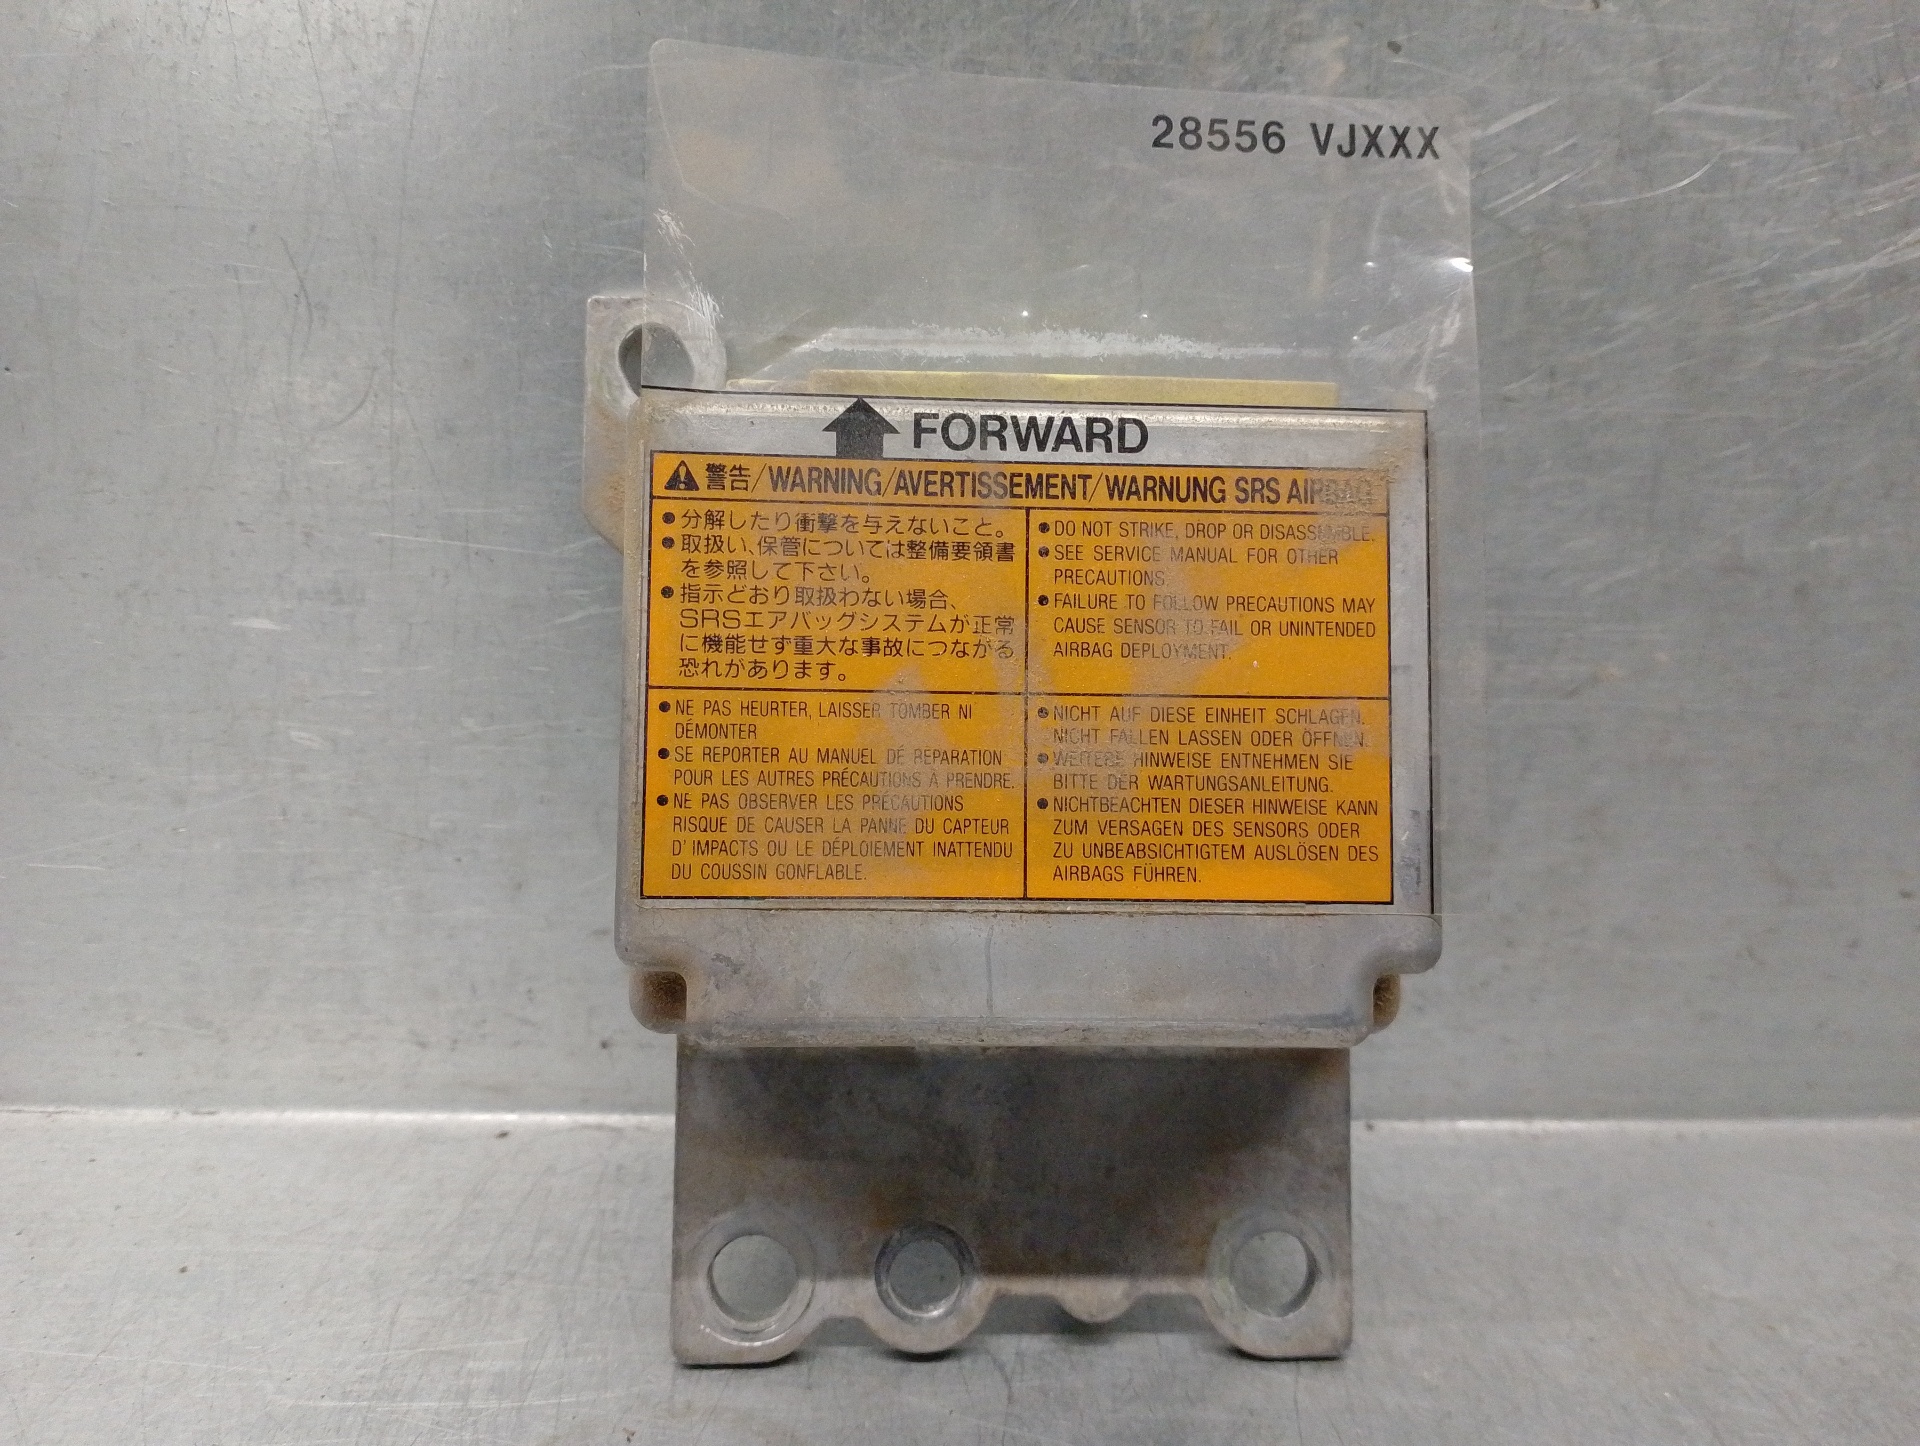 28556 VJXXX
FORWARD
警告/WARNING/AVERTISSEMENT/WARNUNG SRS AIRBAG
●分解したり衝撃を与えないこと。
●取扱い、保管については整備要領書
を参照して下さい。
●指示どおり取扱わない場合、
SRSエアバッグシステムが正常
に機能せず重大な事故につながる
恐れがあります。
●DO NOT STRIKE, DROP OR DISASSEMBLE.
●SEE SERVICE MANUAL FOR OTHER
PRECAUTIONS.
●FAILURE TO FOLLOW PRECAUTIONS MAY
CAUSE SENSOR TO FAIL OR UNINTENDED
AIRBAG DEPLOYMENT.
●NE PAS HEURTER, LAISSER TOMBER NI
DÉMONTER
●SE REPORTER AU MANUEL DE RÉPARATION
POUR LES AUTRES PRÉCAUTIONS À PRENDRE.
●NE PAS OBSERVER LES PRÉCAUTIONS
RISQUE DE CAUSER LA PANNE DU CAPTEUR
D'IMPACTS OU LE DÉPLOIEMENT INATTENDU
DU COUSSIN GONFLABLE.
●NICHT AUF DIESE EINHEIT SCHLAGEN.
NICHT FALLEN LASSEN ODER ÖFFNEN.
●WEITERE HINWEISE ENTNEHMEN SIE
BITTE DER WARTUNGSANLEITUNG.
●NICHTBEACHTEN DIESER HINWEISE KANN
ZUM VERSAGEN DES SENSORS ODER
ZU UNBEABSICHTIGTEM AUSLÖSEN DES
AIRBAGS FÜHREN.